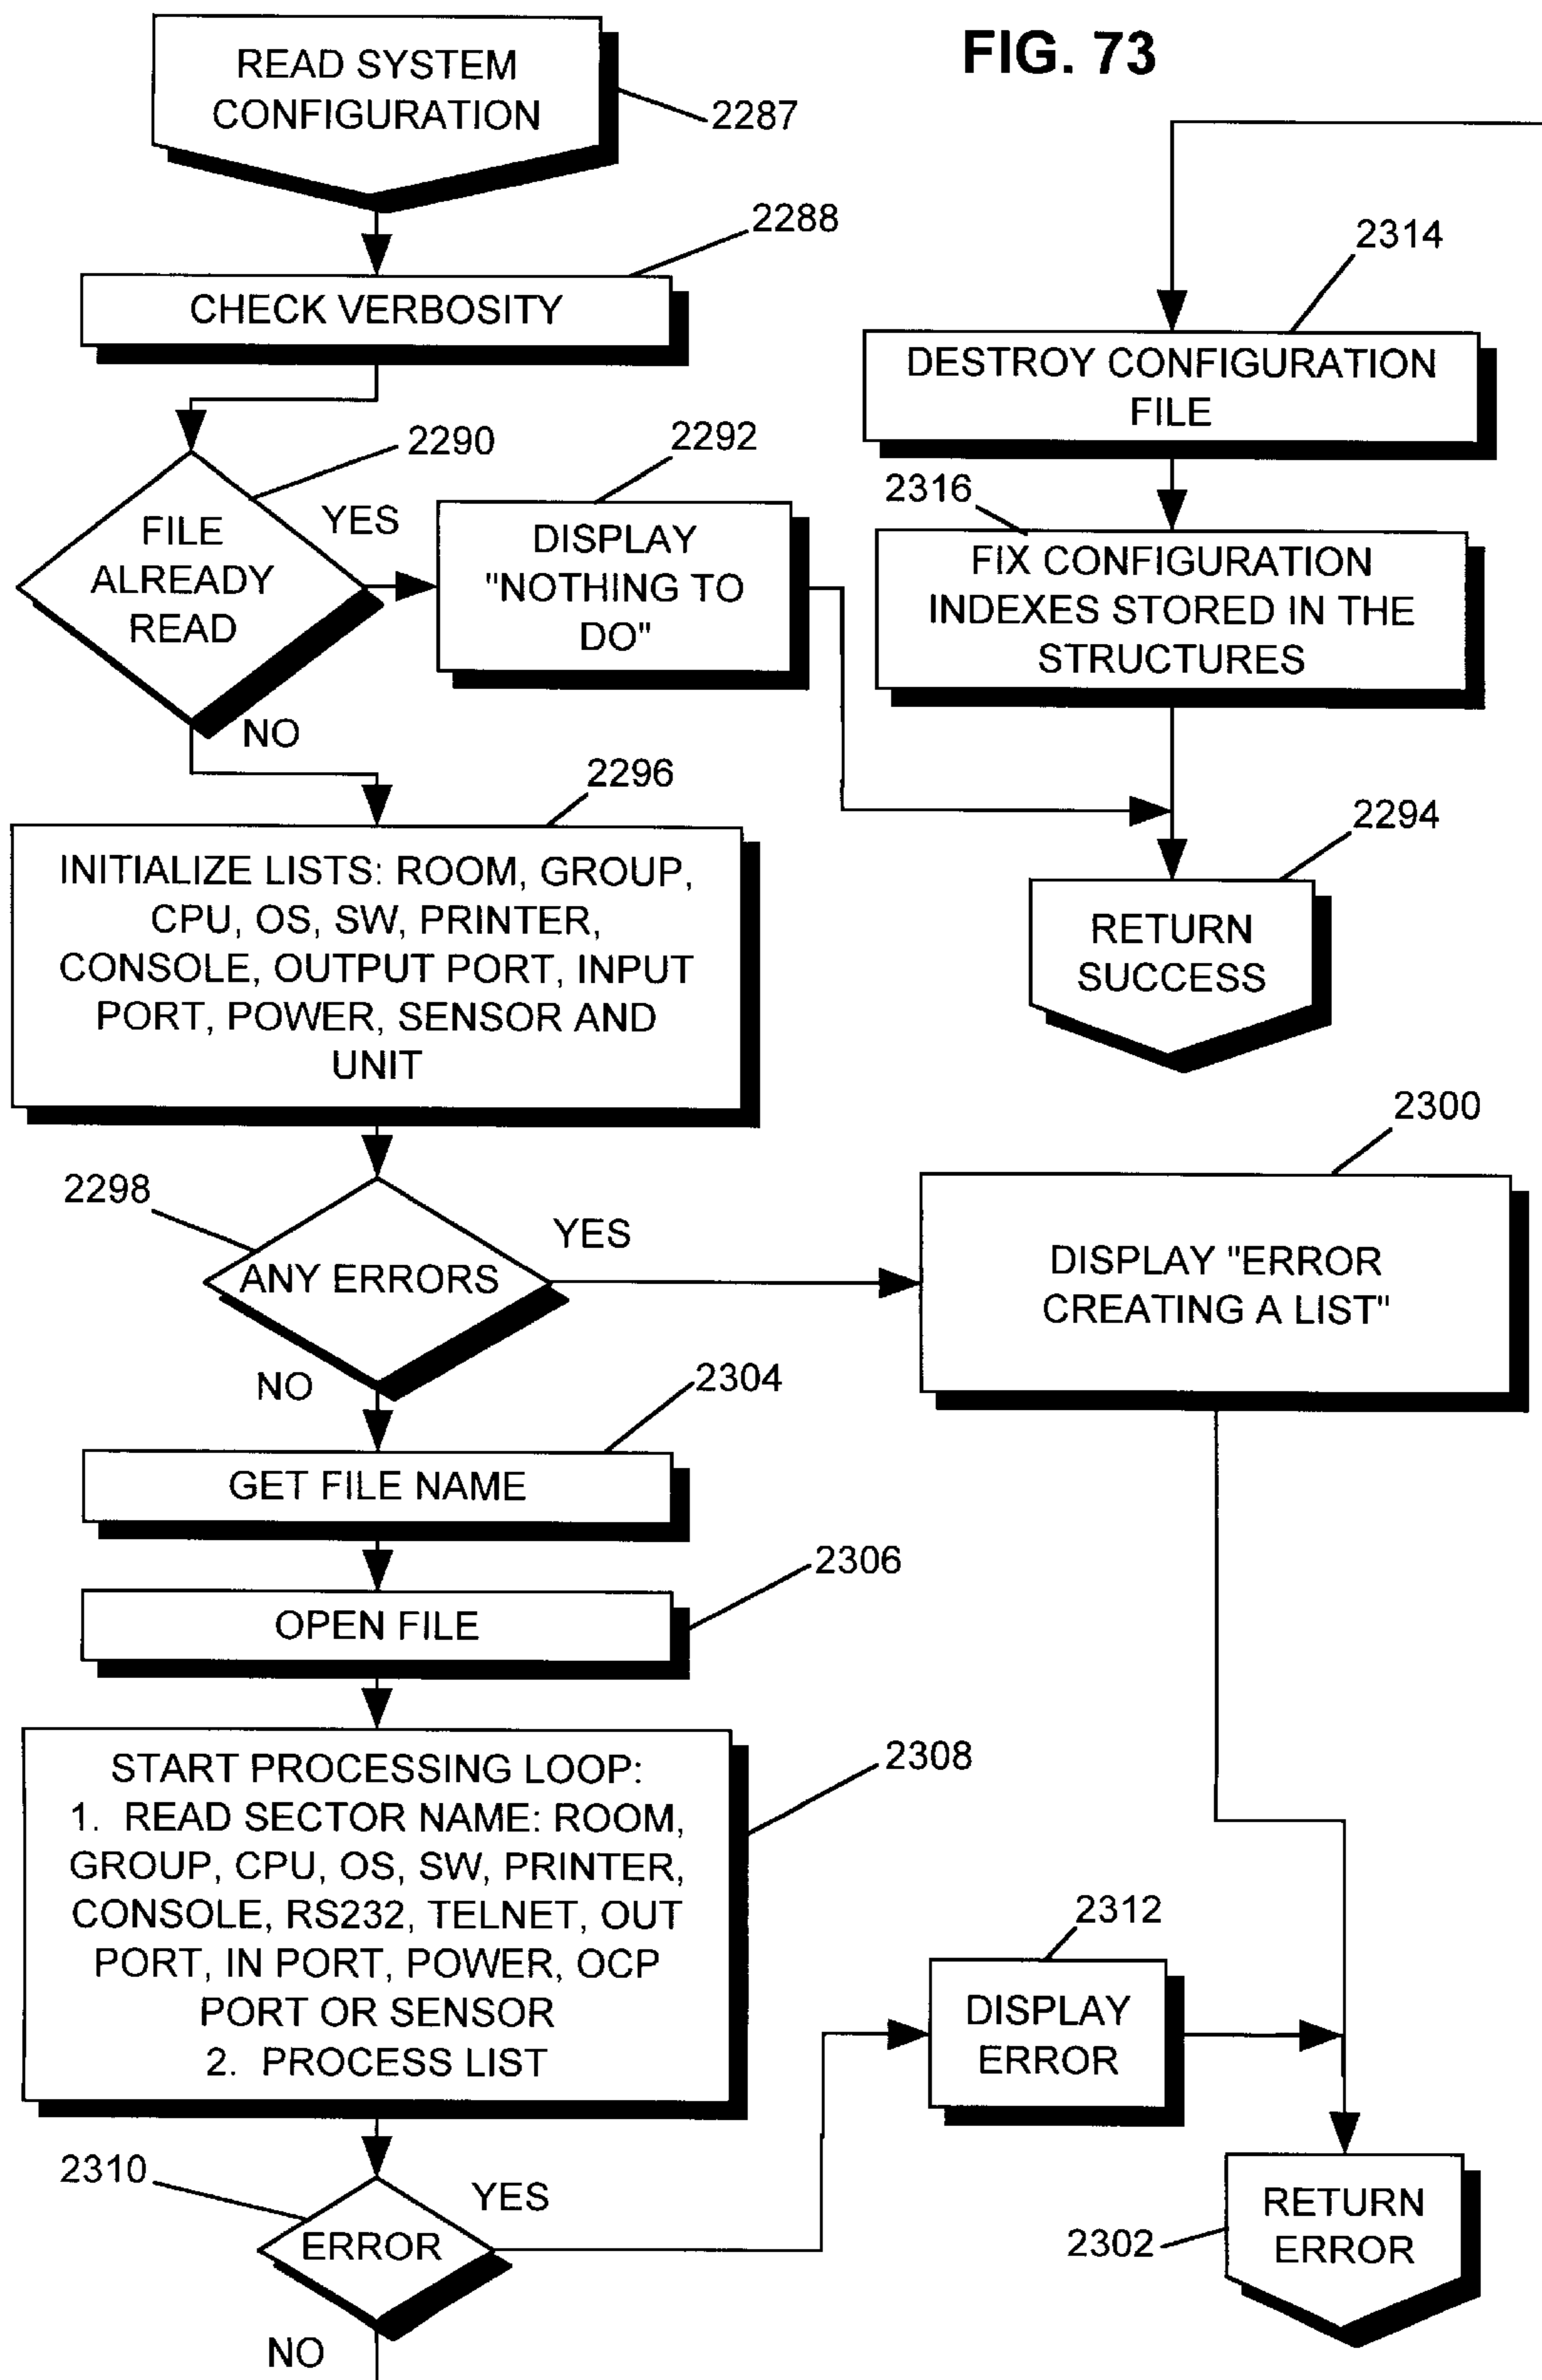 FIG. 73
READ SYSTEM
CONFIGURATION
2287
2288
CHECK VERBOSITY
2290
FILE
ALREADY
READ
YES
NO
2292
DISPLAY
"NOTHING TO
DO"
2296
INITIALIZE LISTS: ROOM, GROUP,
CPU, OS, SW, PRINTER,
CONSOLE, OUTPUT PORT, INPUT
PORT, POWER, SENSOR AND
UNIT
2298
ANY ERRORS
YES
NO
2300
DISPLAY "ERROR
CREATING A LIST"
2304
GET FILE NAME
2306
OPEN FILE
2308
START PROCESSING LOOP:
1. READ SECTOR NAME: ROOM,
GROUP, CPU, OS, SW, PRINTER,
CONSOLE, RS232, TELNET, OUT
PORT, IN PORT, POWER, OCP
PORT OR SENSOR
2. PROCESS LIST
2310
ERROR
YES
NO
2312
DISPLAY
ERROR
2302
RETURN
ERROR
2314
DESTROY CONFIGURATION
FILE
2316
FIX CONFIGURATION
INDEXES STORED IN THE
STRUCTURES
2294
RETURN
SUCCESS